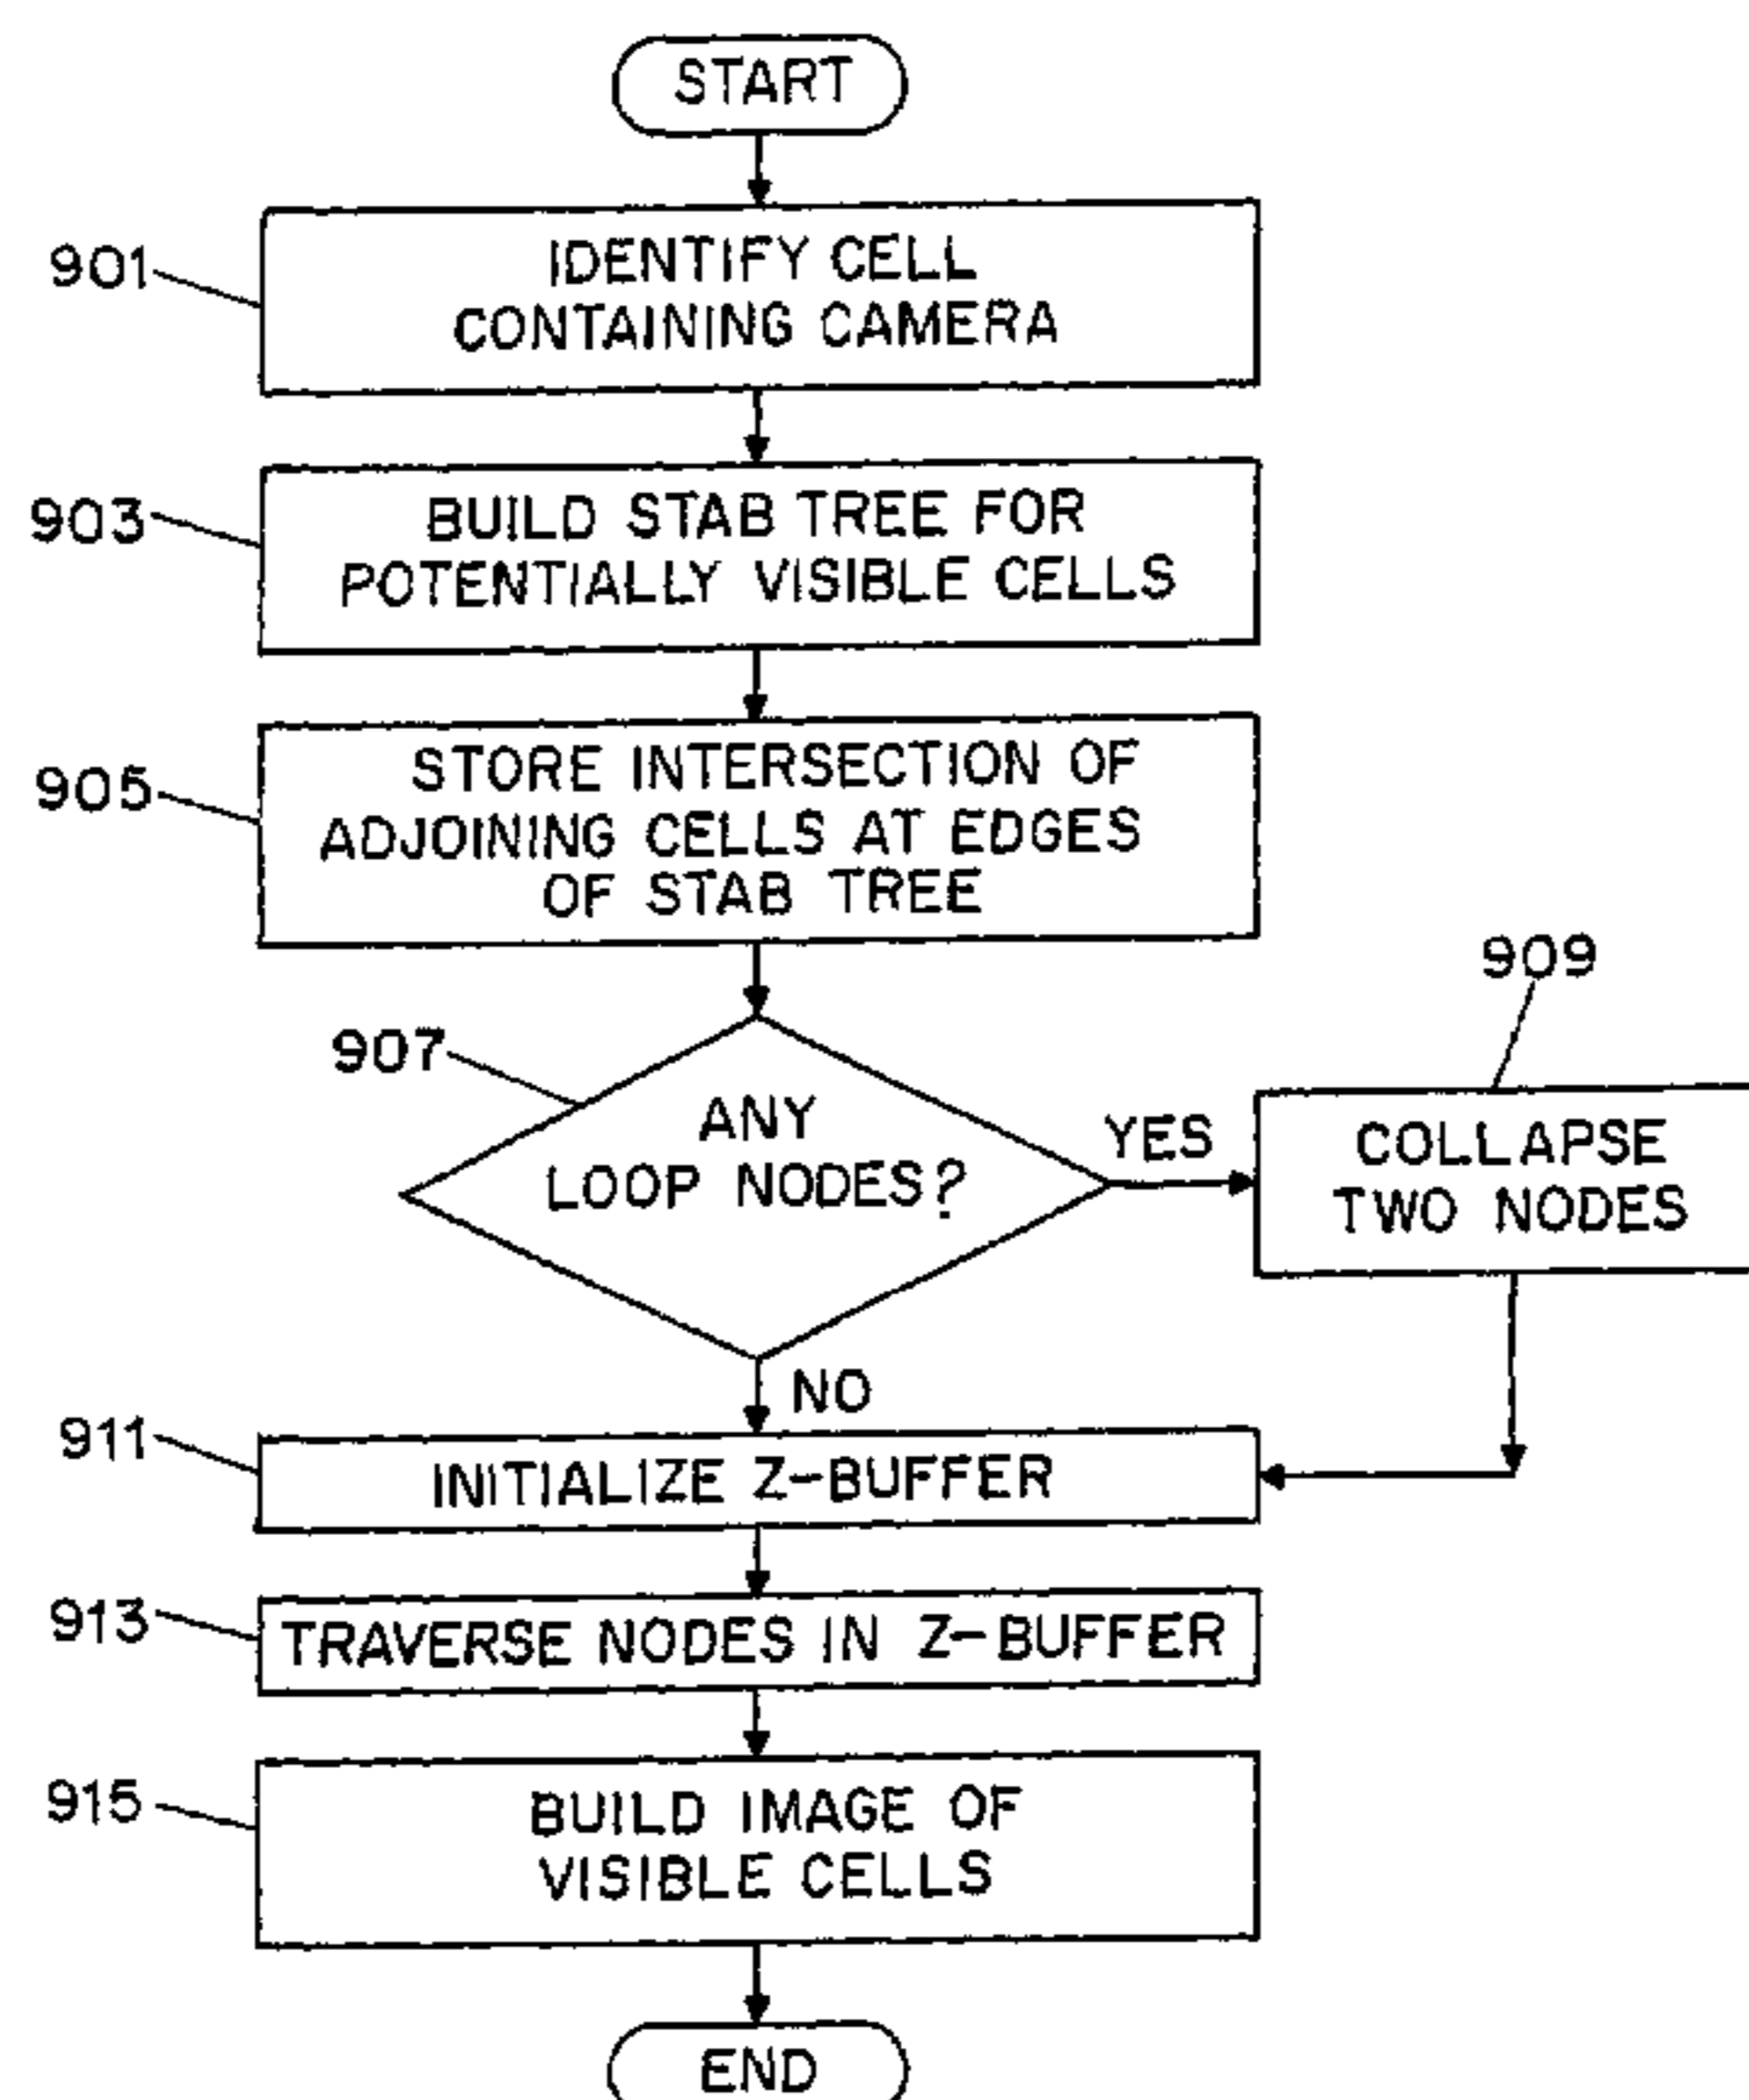 START
901
IDENTIFY CELL
CONTAINING CAMERA
903
BUILD STAB TREE FOR
POTENTIALLY VISIBLE CELLS
905
STORE INTERSECTION OF
ADJOINING CELLS AT EDGES
OF STAB TREE
907
ANY
LOOP NODES?
YES
909
COLLAPSE
TWO NODES
NO
911
INITIALIZE Z-BUFFER
913
TRAVERSE NODES IN Z-BUFFER
915
BUILD IMAGE OF
VISIBLE CELLS
END